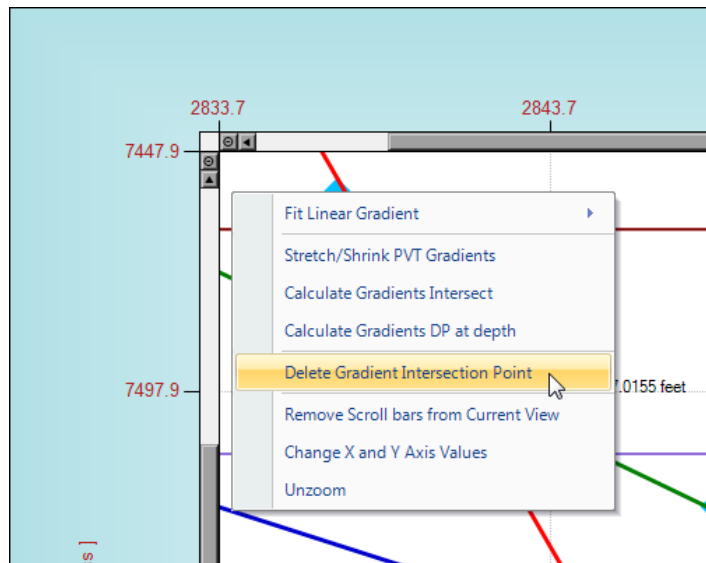 2833.7
2843.7
7447.9
Fit Linear Gradient
Stretch/Shrink PVT Gradients
Calculate Gradients Intersect
Calculate Gradients DP at depth
Delete Gradient Intersection Point
7497.9
.0155 feet
Remove Scroll bars from Current View
Change X and Y Axis Values
Unzoom
s ]